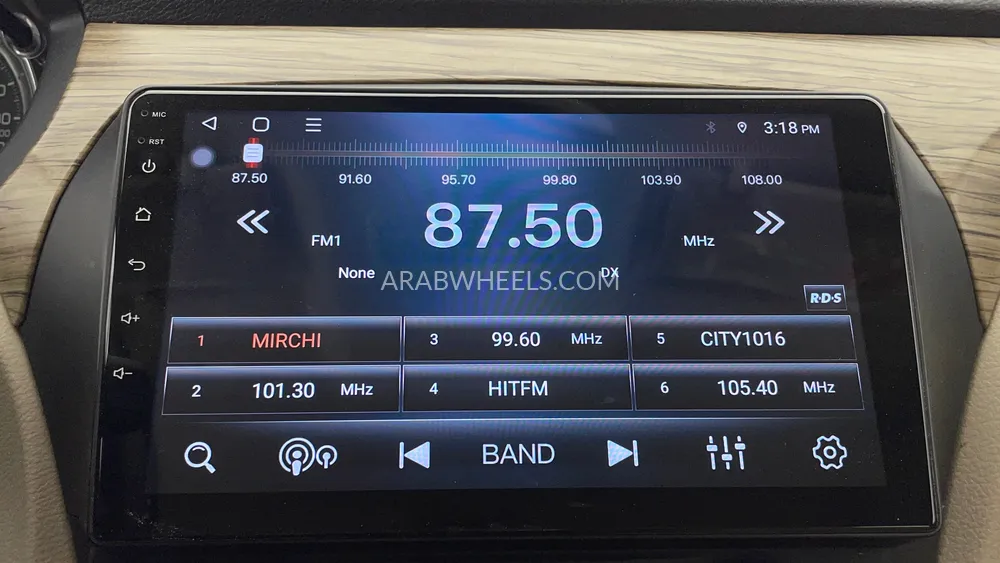 MIC
RST
3:18 PM
87.50 91.60 95.70 99.80 103.90 108.00
FM1 87.50 MHz
None DX
ARABWHEELS.COM
R·D·S
1 MIRCHI 3 99.60 MHz 5 CITY1016
2 101.30 MHz 4 HITFM 6 105.40 MHz
BAND